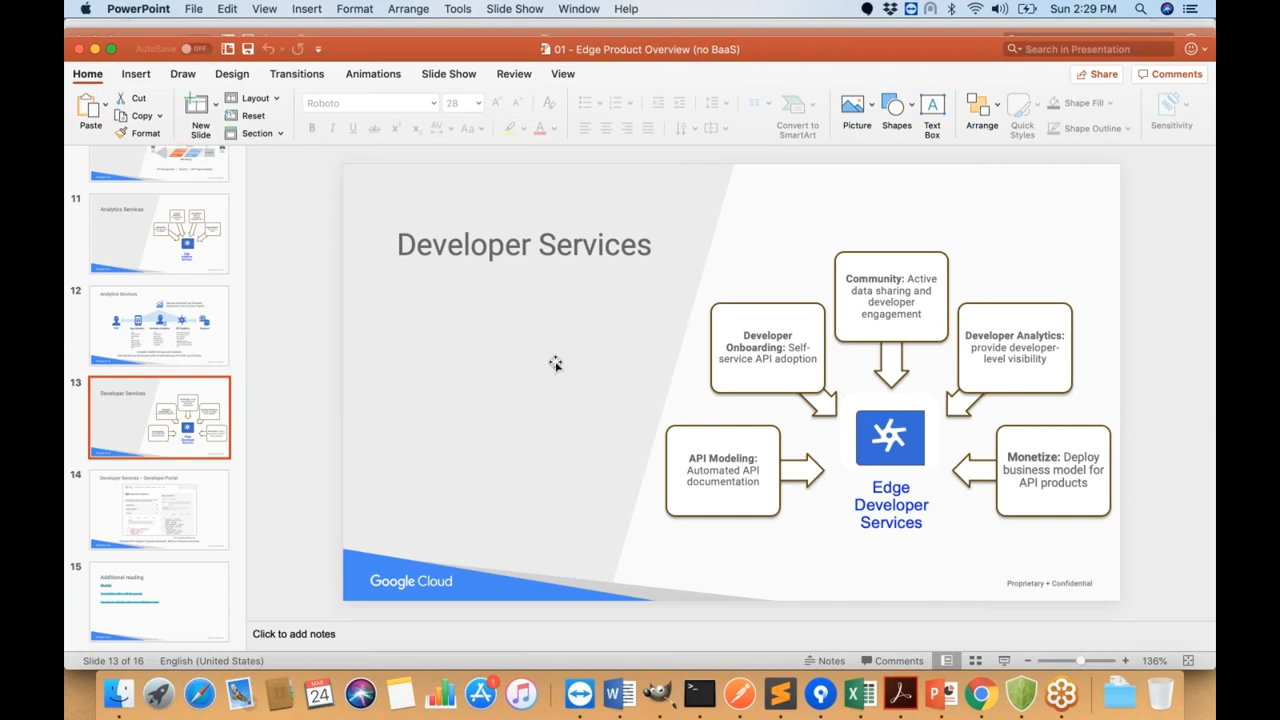 PowerPoint File Edit View Insert Format Arrange Tools Slide Show Window Help Sun 2:29 PM
AutoSave OFF 01 - Edge Product Overview (no BaaS) Search in Presentation
Home Insert Draw Design Transitions Animations Slide Show Review View Share Comments
Paste
Cut
Copy
Format
New
Slide
Layout
Reset
Section
Roboto 28
B I U
Convert to
SmartArt
Picture
Shapes
Text
Box
Arrange
Quick
Styles
Shape Fill
Shape Outline
Sensitivity
11
Analytics Services
12
Analytics Services
13
Developer Services
14
Developer Services – Developer Portal
15
Additional reading
Developer Services
Community: Active
data sharing and
developer
engagement
Developer
Onboarding: Self-
service API adoption
Developer Analytics:
provide developer-
level visibility
API Modeling:
Automated API
documentation
Monetize: Deploy
business model for
API products
Edge
Developer
Services
Google Cloud
Proprietary + Confidential
Click to add notes
Slide 13 of 16 English (United States) Notes Comments 136%
MAR
24
1